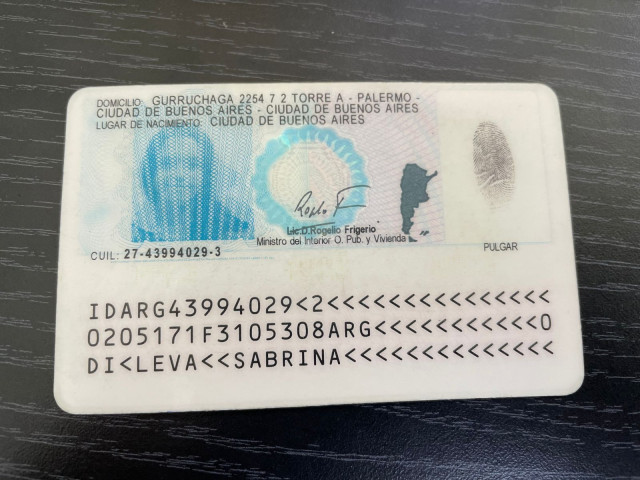 DOMICILIO: GURRUCHAGA 2254 7 2 TORRE A - PALERMO -
CIUDAD DE BUENOS AIRES - CIUDAD DE BUENOS AIRES
LUGAR DE NACIMIENTO: CIUDAD DE BUENOS AIRES
Lic.D.Rogelio Frigerio
Ministro del Interior O. Pub. y Vivienda
CUIL: 27-43994029-3
PULGAR
IDARG43994029<2<<<<<<<<<<<<<<<
0205171F3105308ARG<<<<<<<<<<<0
DI<LEVA<<SABRINA<<<<<<<<<<<<<<